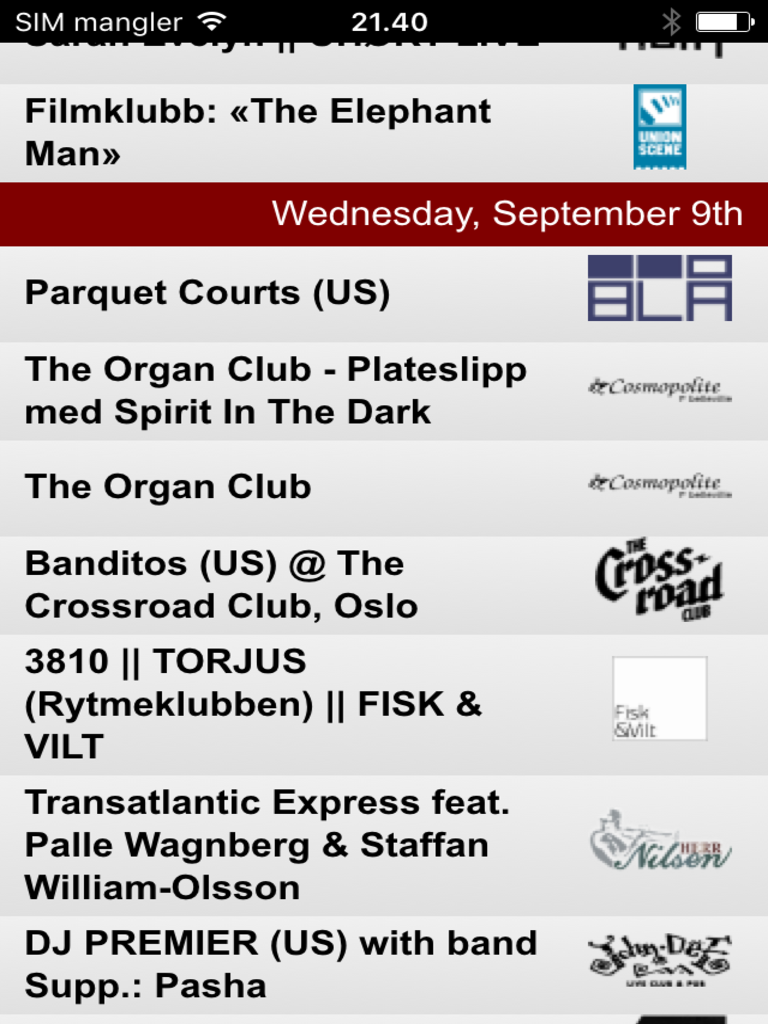 SIM mangler
21.40
Filmklubb: «The Elephant
Man»
UNION
SCENE
Wednesday, September 9th
Parquet Courts (US)
BLÅ
The Organ Club - Plateslipp
med Spirit In The Dark
Cosmopolite
The Organ Club
Cosmopolite
Banditos (US) @ The
Crossroad Club, Oslo
THE
Cross-
road
CLUB
3810 || TORJUS
(Rytmeklubben) || FISK &
VILT
Fisk
&Vilt
Transatlantic Express feat.
Palle Wagnberg & Staffan
William-Olsson
HERR
Nilsen
DJ PREMIER (US) with band
Supp.: Pasha
John Dee
LIVE CLUB & PUB